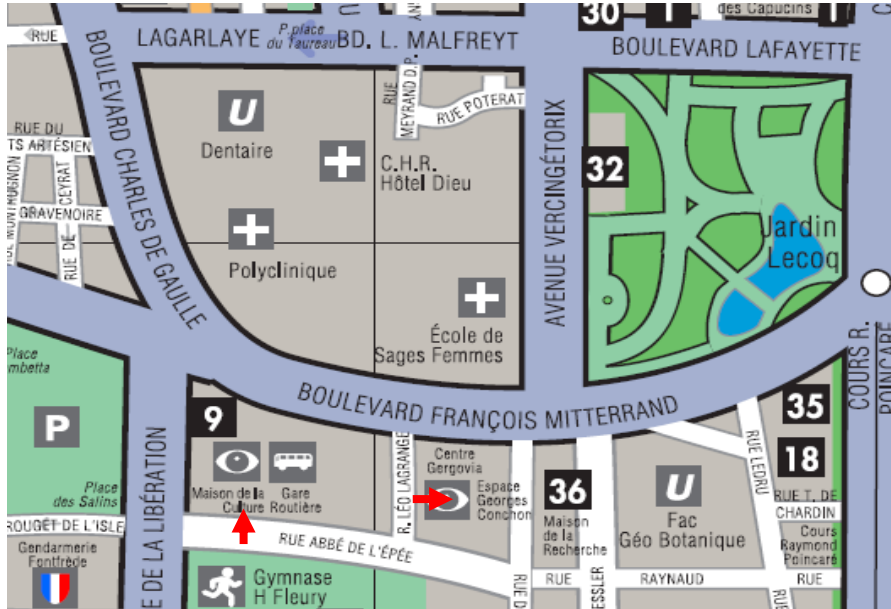 30
des Capucins
RUE
LAGARLAYE
P.place
du Taureau
BD. L. MALFREYT
BOULEVARD LAFAYETTE
RUE
MEYRAND D.P.
RUE POTERAT
BOULEVARD CHARLES DE GAULLE
U
Dentaire
C.H.R.
Hôtel Dieu
AVENUE VERCINGÉTORIX
32
RUE DU
TS ARTÉSIEN
RUE DE CEYRAT
GRAVENOIRE
Polyclinique
Jardin
Lecoq
École de
Sages Femmes
COURS R.
POINCARÉ
Place
mbetta
BOULEVARD FRANÇOIS MITTERRAND
P
9
35
18
Place
des Salins
Maison de la
Culture
Gare
Routière
R. LÉO LAGRANGE
Centre
Gergovia
Espace
Georges
Conchon
36
Maison
de la
Recherche
U
Fac
Géo Botanique
RUE LEDRU
RUE T. DE
CHARDIN
Cours
Raymond
Poincaré
ROUGET DE L'ISLE
E DE LA LIBÉRATION
RUE ABBÉ DE L'ÉPÉE
Gendarmerie
Fontfrède
Gymnase
H Fleury
RUE D
ESSLER
RUE RAYNAUD RUE
RUE